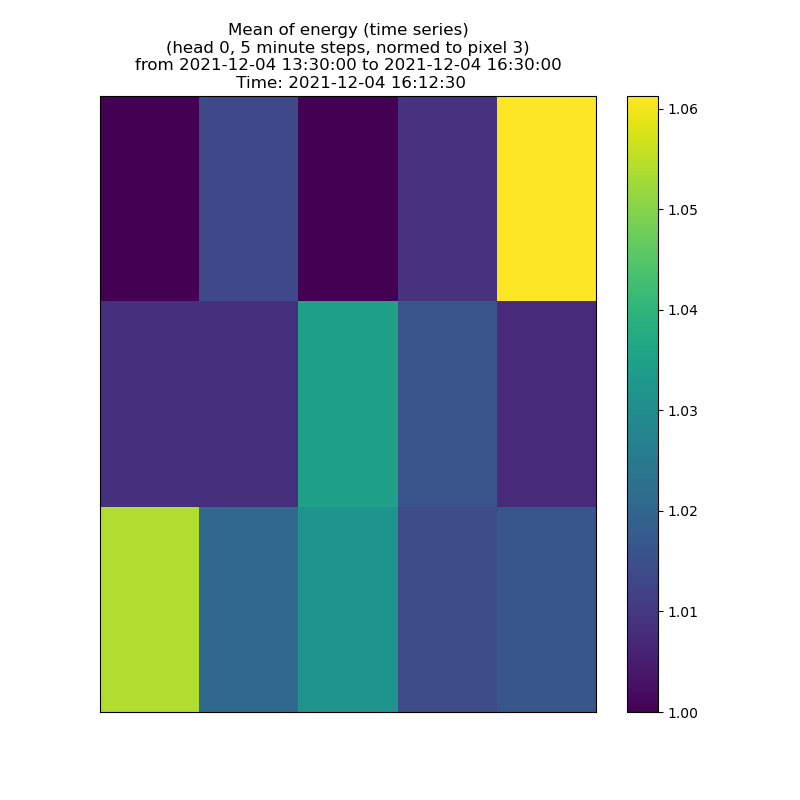 Mean of energy (time series)
(head 0, 5 minute steps, normed to pixel 3)
from 2021-12-04 13:30:00 to 2021-12-04 16:30:00
Time: 2021-12-04 16:12:30
1.06
1.05
1.04
1.03
1.02
1.01
1.00